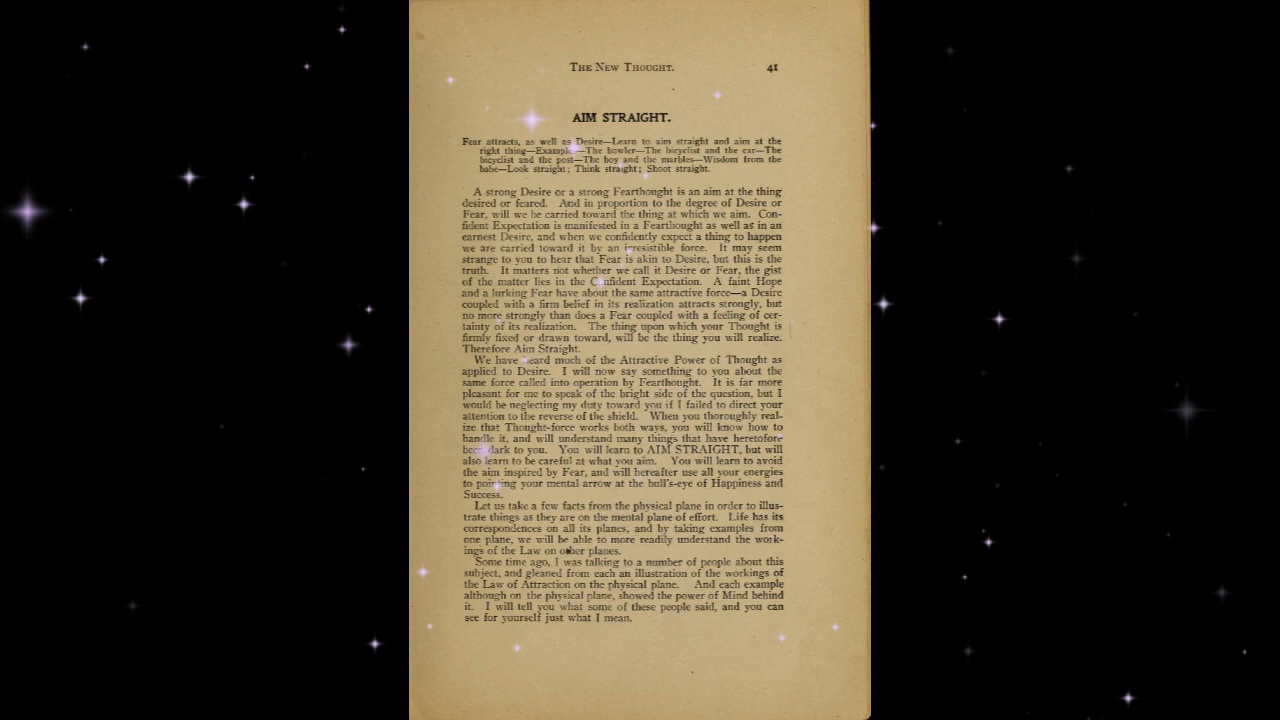 THE NEW THOUGHT. 41
AIM STRAIGHT.
Fear attracts, as well as Desire—Learn to aim straight and aim at the
right thing—Example—The bowler—The bicyclist and the car—The
bicyclist and the post—The boy and the marbles—Wisdom from the
babe—Look straight; Think straight; Shoot straight.
A strong Desire or a strong Fearthought is an aim at the thing
desired or feared. And in proportion to the degree of Desire or
Fear, will we be carried toward the thing at which we aim. Con-
fident Expectation is manifested in a Fearthought as well as in an
earnest Desire, and when we confidently expect a thing to happen
we are carried toward it by an irresistible force. It may seem
strange to you to hear that Fear is akin to Desire, but this is the
truth. It matters not whether we call it Desire or Fear, the gist
of the matter lies in the Confident Expectation. A faint Hope
and a lurking Fear have about the same attractive force—a Desire
coupled with a firm belief in its realization attracts strongly, but
no more strongly than does a Fear coupled with a feeling of cer-
tainty of its realization. The thing upon which your Thought is
firmly fixed or drawn toward, will be the thing you will realize.
Therefore Aim Straight.
We have heard much of the Attractive Power of Thought as
applied to Desire. I will now say something to you about the
same force called into operation by Fearthought. It is far more
pleasant for me to speak of the bright side of the question, but I
would be neglecting my duty toward you if I failed to direct your
attention to the reverse of the shield. When you thoroughly real-
ize that Thought-force works both ways, you will know how to
handle it, and will understand many things that have heretofore
been dark to you. You will learn to AIM STRAIGHT, but will
also learn to be careful at what you aim. You will learn to avoid
the aim inspired by Fear, and will hereafter use all your energies
to pointing your mental arrow at the bull's-eye of Happiness and
Success.
Let us take a few facts from the physical plane in order to illus-
trate things as they are on the mental plane of effort. Life has its
correspondences on all its planes, and by taking examples from
one plane, we will be able to more readily understand the work-
ings of the Law on other planes.
Some time ago, I was talking to a number of people about this
subject, and gleaned from each an illustration of the workings of
the Law of Attraction on the physical plane. And each example
although on the physical plane, showed the power of Mind behind
it. I will tell you what some of these people said, and you can
see for yourself just what I mean.